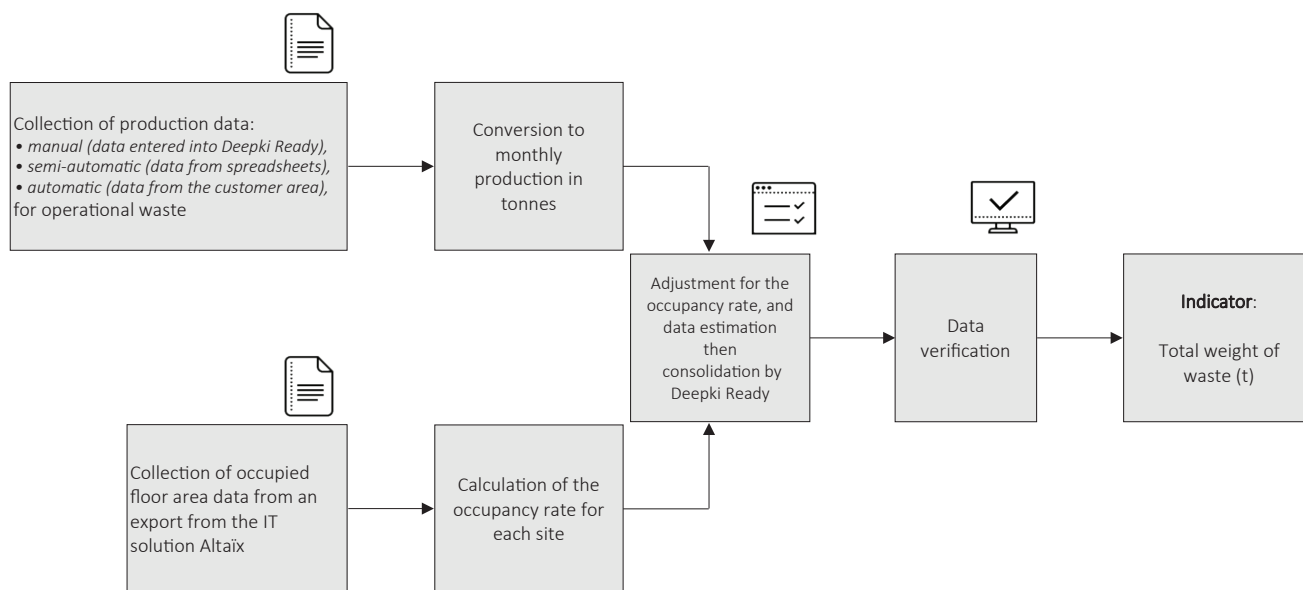 Collection of production data:
• manual (data entered into Deepki Ready),
• semi-automatic (data from spreadsheets),
• automatic (data from the customer area),
for operational waste
Conversion to
monthly
production in
tonnes
Adjustment for the
occupancy rate, and
data estimation
then
consolidation by
Deepki Ready
Data
verification
Indicator:
Total weight of
waste (t)
Collection of occupied
floor area data from an
export from the IT
solution Altaïx
Calculation of the
occupancy rate for
each site